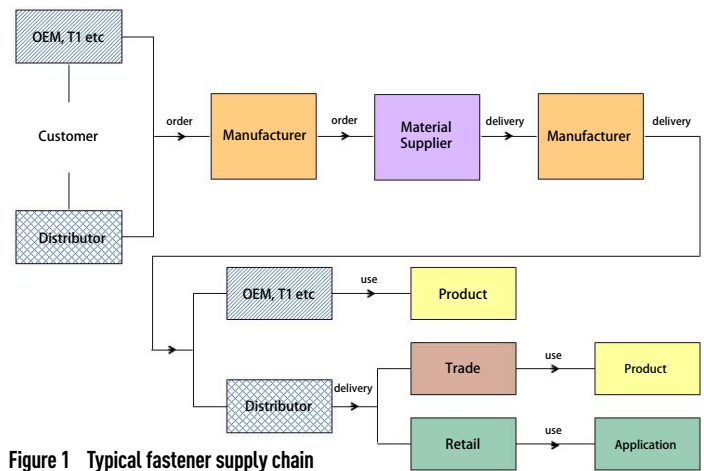 OEM, T1 etc
Customer
Distributor
order
Manufacturer
order
Material
Supplier
delivery
Manufacturer
delivery
OEM, T1 etc
use
Product
Distributor
delivery
Trade
use
Product
Retail
use
Application
Figure 1 Typical fastener supply chain